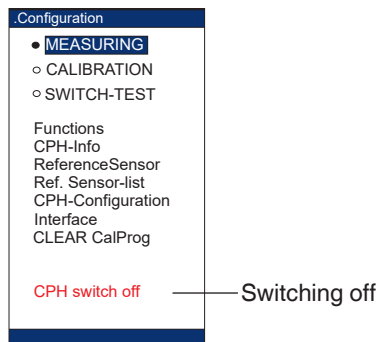 .Configuration
MEASURING
CALIBRATION
SWITCH-TEST
Functions
CPH-Info
ReferenceSensor
Ref. Sensor-list
CPH-Configuration
Interface
CLEAR CalProg
CPH switch off
Switching off